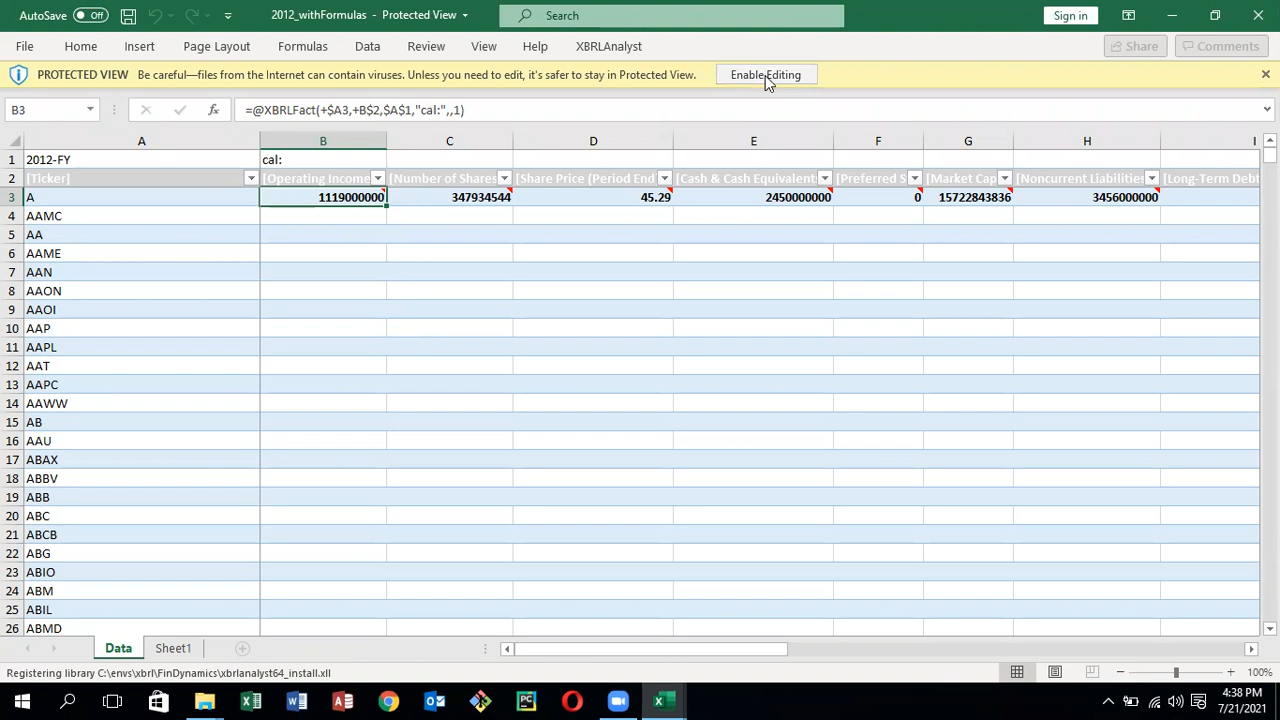 AutoSave Off 2012_withFormulas - Protected View Search Sign in
File Home Insert Page Layout Formulas Data Review View Help XBRLAnalyst Share Comments
PROTECTED VIEW Be careful—files from the Internet can contain viruses. Unless you need to edit, it's safer to stay in Protected View. Enable Editing
B3 fx =@XBRLFact(+$A3,+B$2,$A$1,"cal:",,1)
A B C D E F G H I
1 2012-FY cal:
2 [Ticker] [Operating Income [Number of Shares [Share Price (Period End [Cash & Cash Equivalent [Preferred S [Market Cap [Noncurrent Liabilities [Long-Term Debt
3 A 1119000000 347934544 45.29 2450000000 0 15722843836 3456000000
4 AAMC
5 AA
6 AAME
7 AAN
8 AAON
9 AAOI
10 AAP
11 AAPL
12 AAT
13 AAPC
14 AAWW
15 AB
16 AAU
17 ABAX
18 ABBV
19 ABB
20 ABC
21 ABCB
22 ABG
23 ABIO
24 ABM
25 ABIL
26 ABMD
Data Sheet1
Registering library C:\envs\xbrl\FinDynamics\xbrlanalyst64_install.xll 100%
4:38 PM
7/21/2021